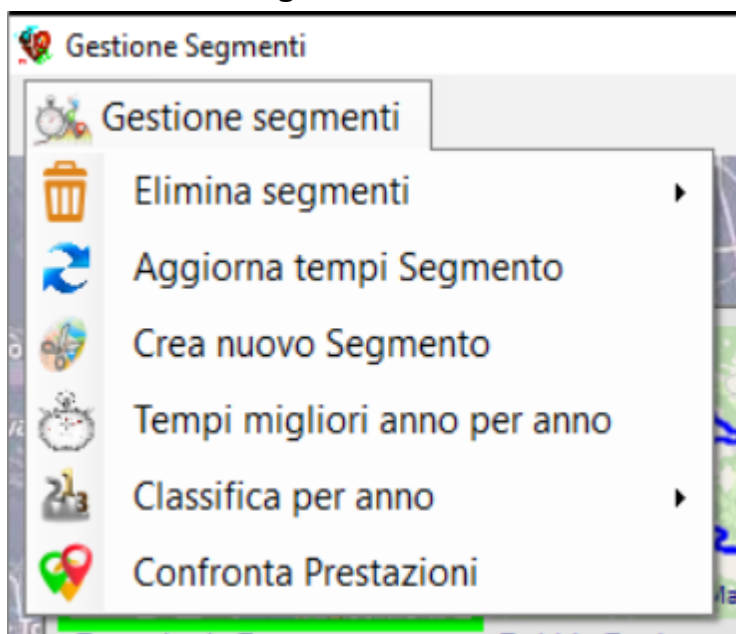 Gestione Segmenti
Gestione segmenti
Elimina segmenti
Aggiorna tempi Segmento
Crea nuovo Segmento
Tempi migliori anno per anno
Classifica per anno
Confronta Prestazioni